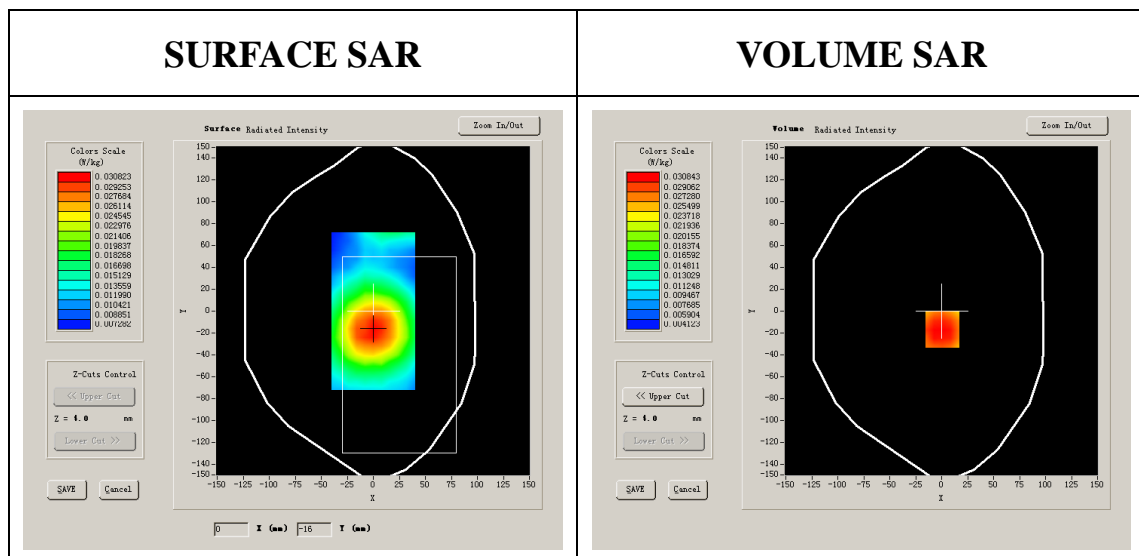 SURFACE SAR
VOLUME SAR
Surface Radiated Intensity
Zoom In/Out
Colors Scale
(W/kg)
0.030823
0.029253
0.027684
0.026114
0.024545
0.022976
0.021406
0.019837
0.018268
0.016698
0.015129
0.013559
0.011990
0.010421
0.008851
0.007282
150
140
120
100
80
60
40
20
0
-20
-40
-60
-80
-100
-120
-140
-150
Y
-150 -125 -100 -75 -50 -25 0 25 50 75 100 125 150
X
Z-Cuts Control
<< Upper Cut
Z = 4.0 mm
Lower Cut >>
SAVE Cancel
0 X (mm) -16 Y (mm)
Volume Radiated Intensity
Zoom In/Out
Colors Scale
(W/kg)
0.030843
0.029062
0.027280
0.025499
0.023718
0.021936
0.020155
0.018374
0.016592
0.014811
0.013029
0.011248
0.009467
0.007685
0.005904
0.004123
150
140
120
100
80
60
40
20
0
-20
-40
-60
-80
-100
-120
-140
-150
Y
-150 -125 -100 -75 -50 -25 0 25 50 75 100 125 150
X
Z-Cuts Control
<< Upper Cut
Z = 4.0 mm
Lower Cut >>
SAVE Cancel